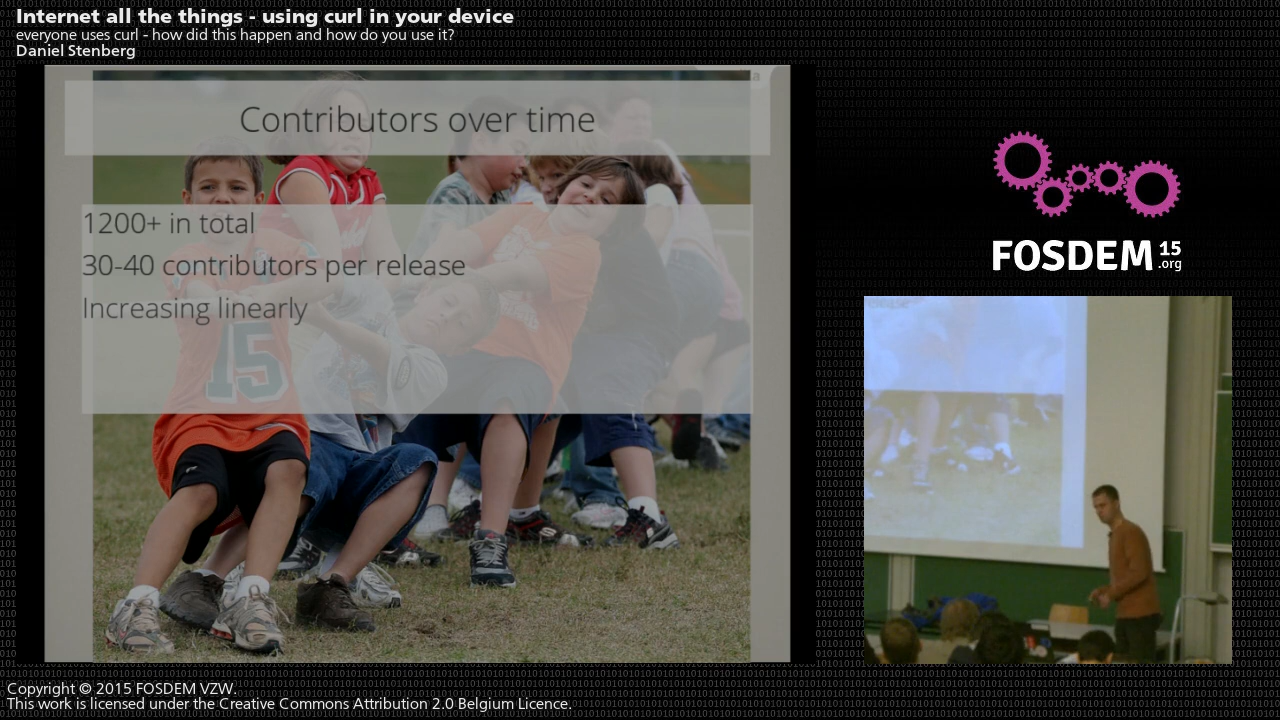 Internet all the things - using curl in your device
everyone uses curl - how did this happen and how do you use it?
Daniel Stenberg
Contributors over time
1200+ in total
30-40 contributors per release
Increasing linearly
15
FOSDEM 15
.org
Copyright © 2015 FOSDEM VZW.
This work is licensed under the Creative Commons Attribution 2.0 Belgium Licence.